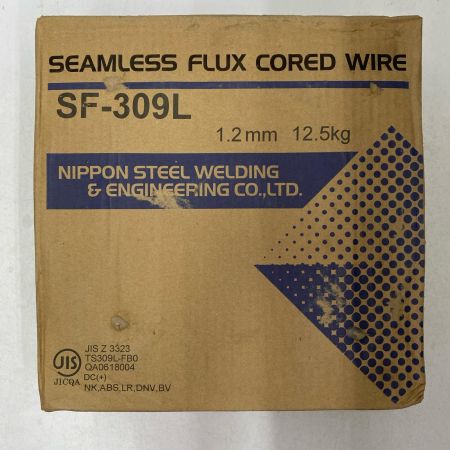 SEAMLESS FLUX CORED WIRE
SF-309L
1.2mm 12.5kg
NIPPON STEEL WELDING
& ENGINEERING CO.,LTD.
JIS
JICQA
JIS Z 3323
TS309L-FB0
QA0618004
DC(+)
NK,ABS,LR,DNV,BV